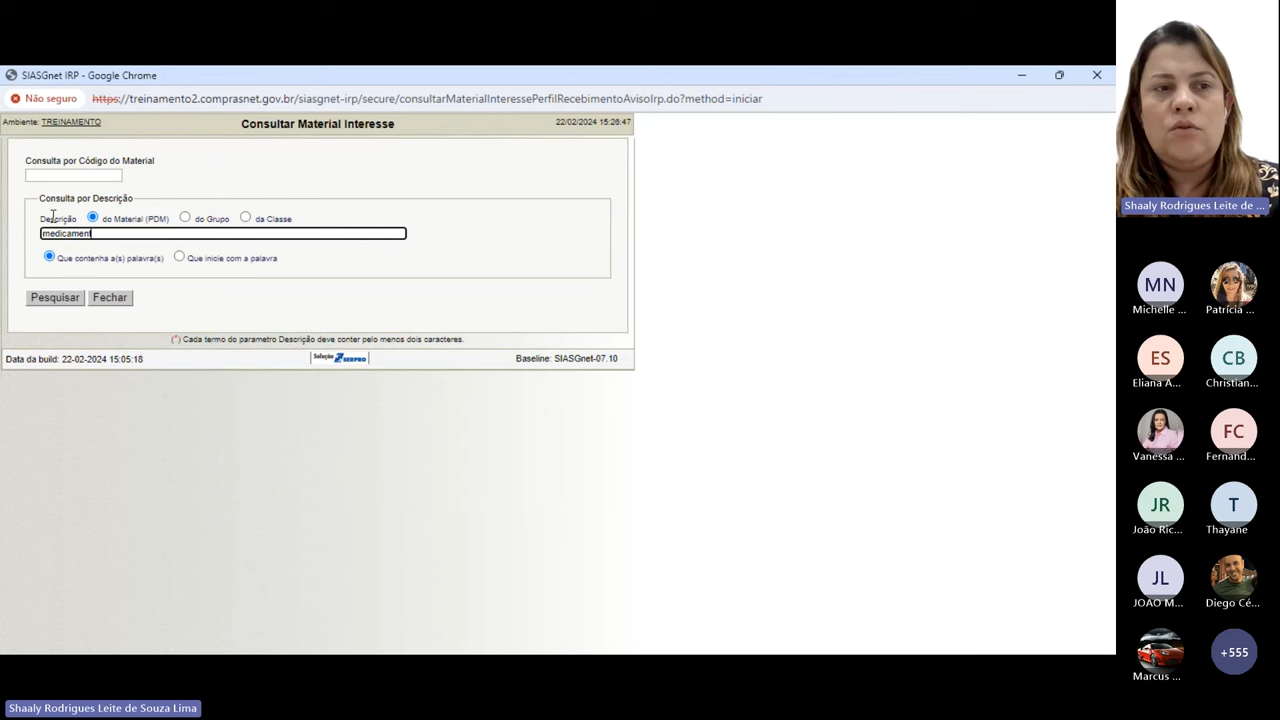 SIASGnet IRP - Google Chrome
Não seguro
https://treinamento2.comprasnet.gov.br/siasgnet-irp/secure/consultarMaterialInteressePerfilRecebimentoAvisoIrp.do?method=iniciar
Ambiente: TREINAMENTO
Consultar Material Interesse
22/02/2024 15:26:47
Consulta por Código do Material
Consulta por Descrição
Descrição do Material (PDM) do Grupo da Classe
medicament
Que contenha a(s) palavra(s) Que inicie com a palavra
Pesquisar Fechar
(*) Cada termo do parametro Descrição deve conter pelo menos dois caracteres.
Data da build: 22-02-2024 15:05:18
Solução SERPRO
Baseline: SIASGnet-07.10
Shaaly Rodrigues Leite de ...
MN
Michelle ...
Patrícia ...
ES
Eliana A...
CB
Christian...
Vanessa ...
FC
Fernand...
JR
João Ric...
T
Thayane
JL
JOAO M...
Diego Cé...
Marcus ...
+555
Shaaly Rodrigues Leite de Souza Lima